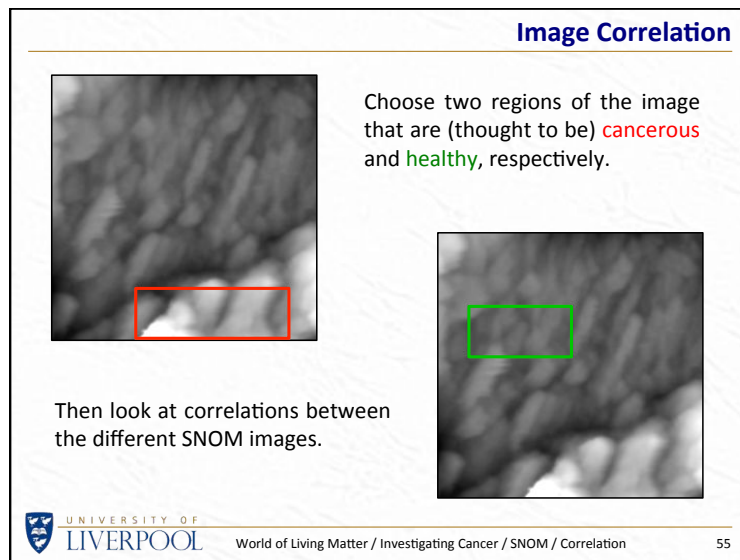 Image Correlation
Choose two regions of the image
that are (thought to be) cancerous
and healthy, respectively.
Then look at correlations between
the different SNOM images.
UNIVERSITY OF
LIVERPOOL
World of Living Matter / Investigating Cancer / SNOM / Correlation
55